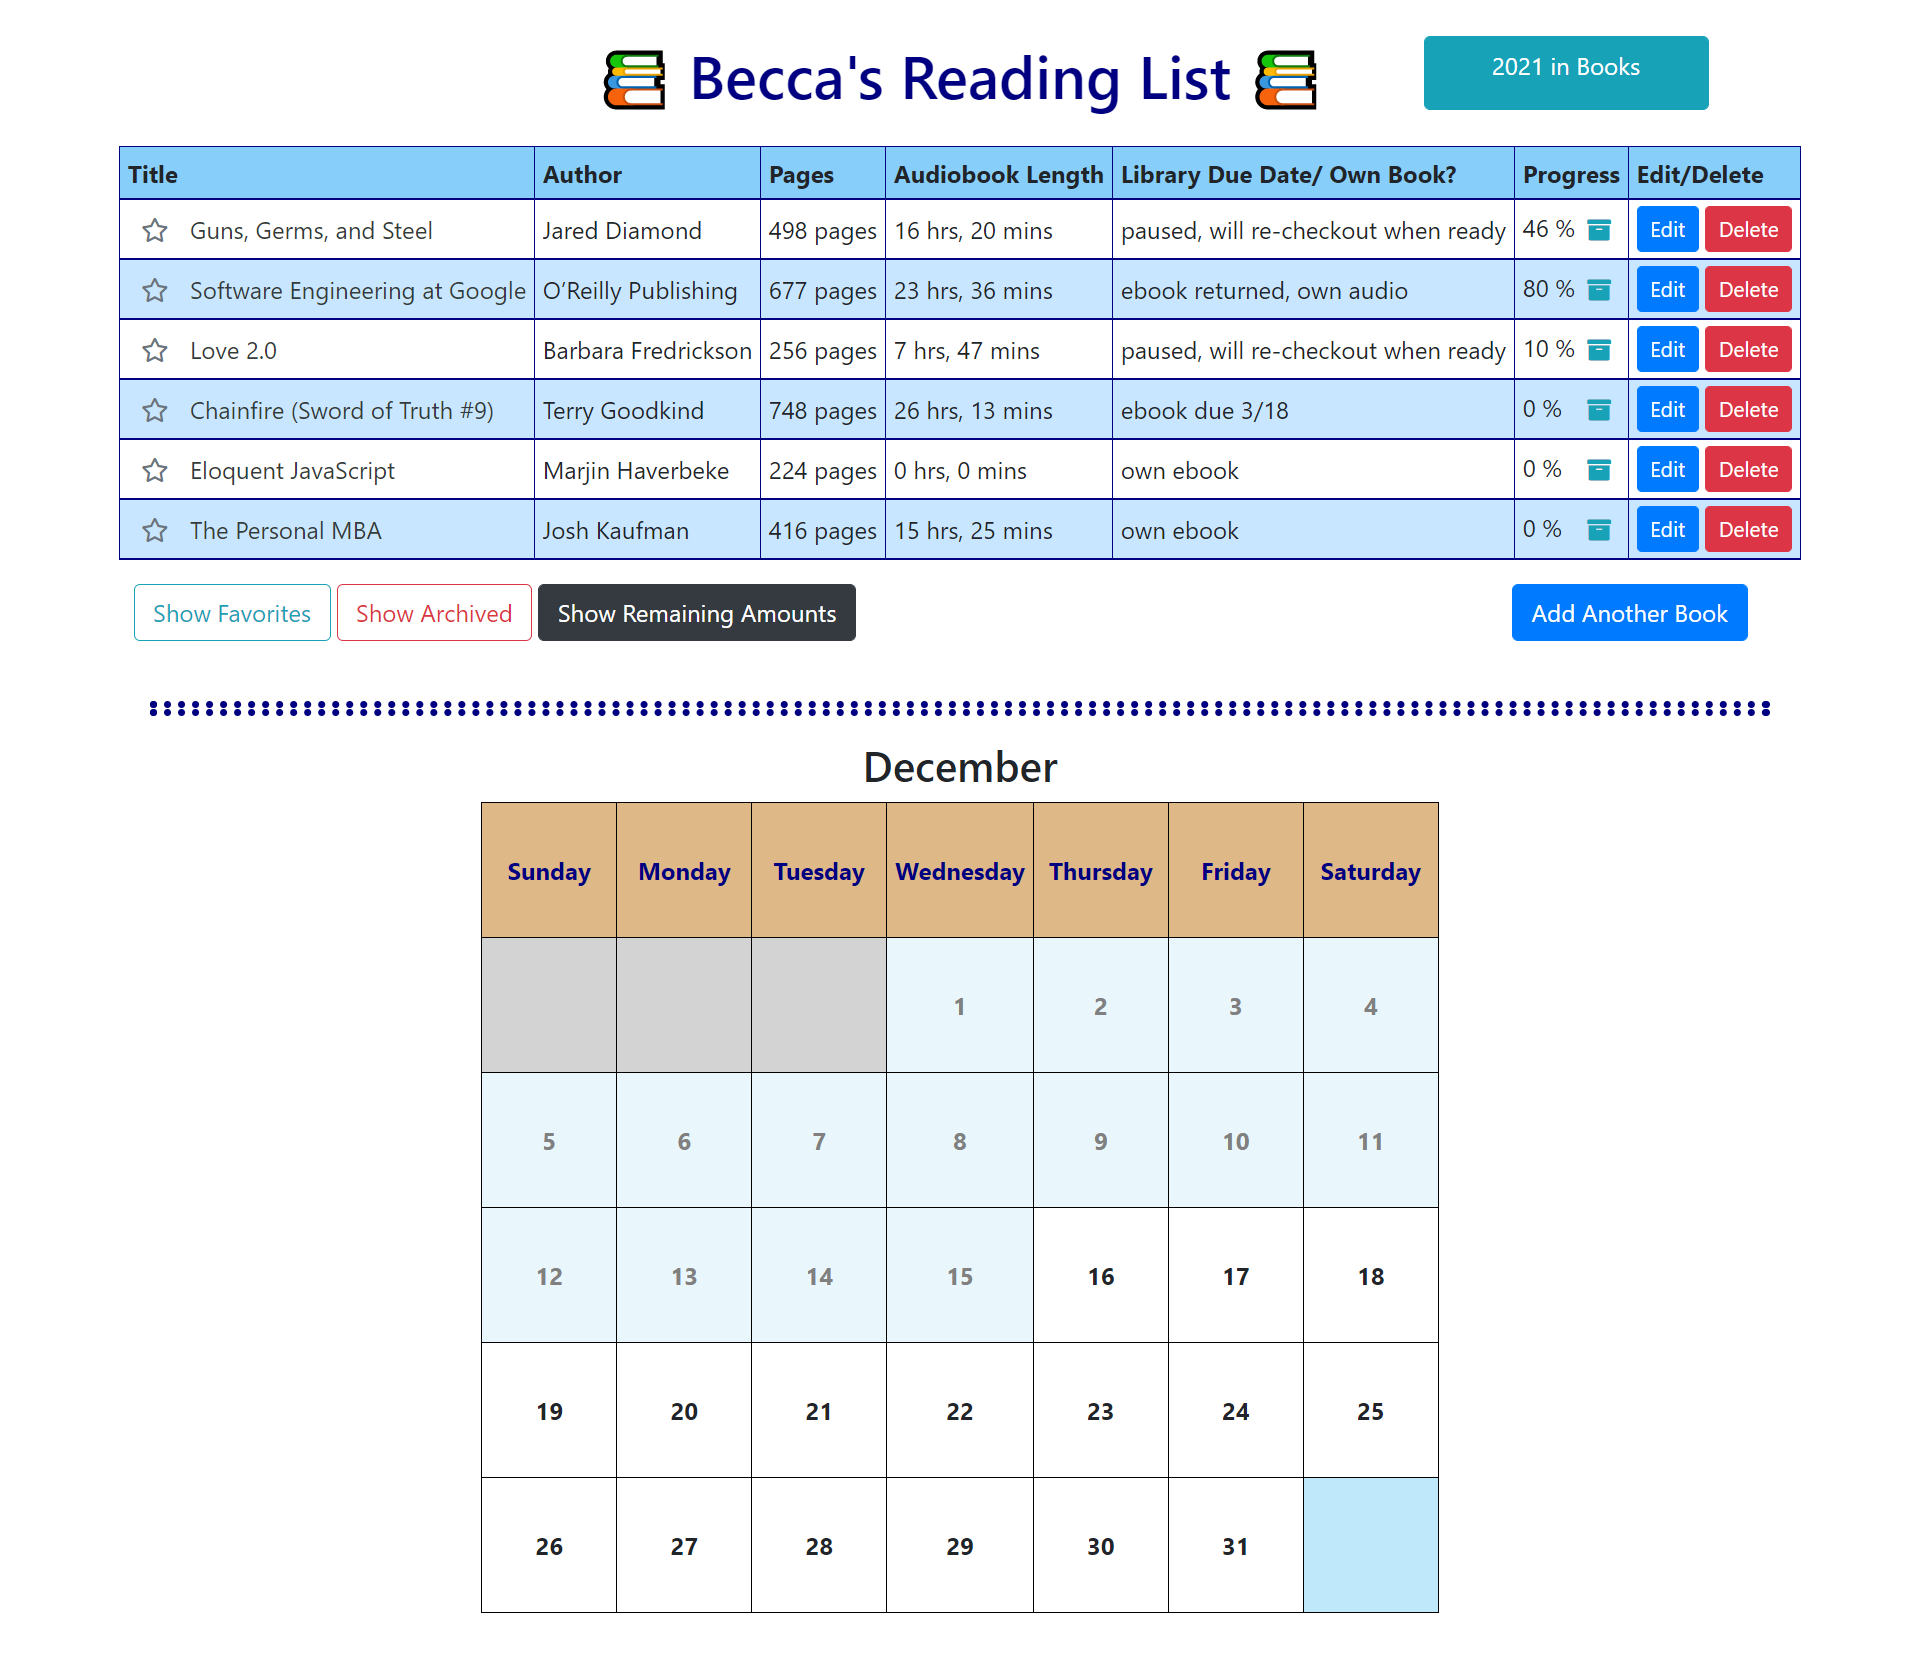 Becca's Reading List
2021 in Books
Title Author Pages Audiobook Length Library Due Date/ Own Book? Progress Edit/Delete
Guns, Germs, and Steel Jared Diamond 498 pages 16 hrs, 20 mins paused, will re-checkout when ready 46 % Edit Delete
Software Engineering at Google O’Reilly Publishing 677 pages 23 hrs, 36 mins ebook returned, own audio 80 % Edit Delete
Love 2.0 Barbara Fredrickson 256 pages 7 hrs, 47 mins paused, will re-checkout when ready 10 % Edit Delete
Chainfire (Sword of Truth #9) Terry Goodkind 748 pages 26 hrs, 13 mins ebook due 3/18 0 % Edit Delete
Eloquent JavaScript Marjin Haverbeke 224 pages 0 hrs, 0 mins own ebook 0 % Edit Delete
The Personal MBA Josh Kaufman 416 pages 15 hrs, 25 mins own ebook 0 % Edit Delete
Show Favorites Show Archived Show Remaining Amounts Add Another Book
December
Sunday Monday Tuesday Wednesday Thursday Friday Saturday
1 2 3 4
5 6 7 8 9 10 11
12 13 14 15 16 17 18
19 20 21 22 23 24 25
26 27 28 29 30 31